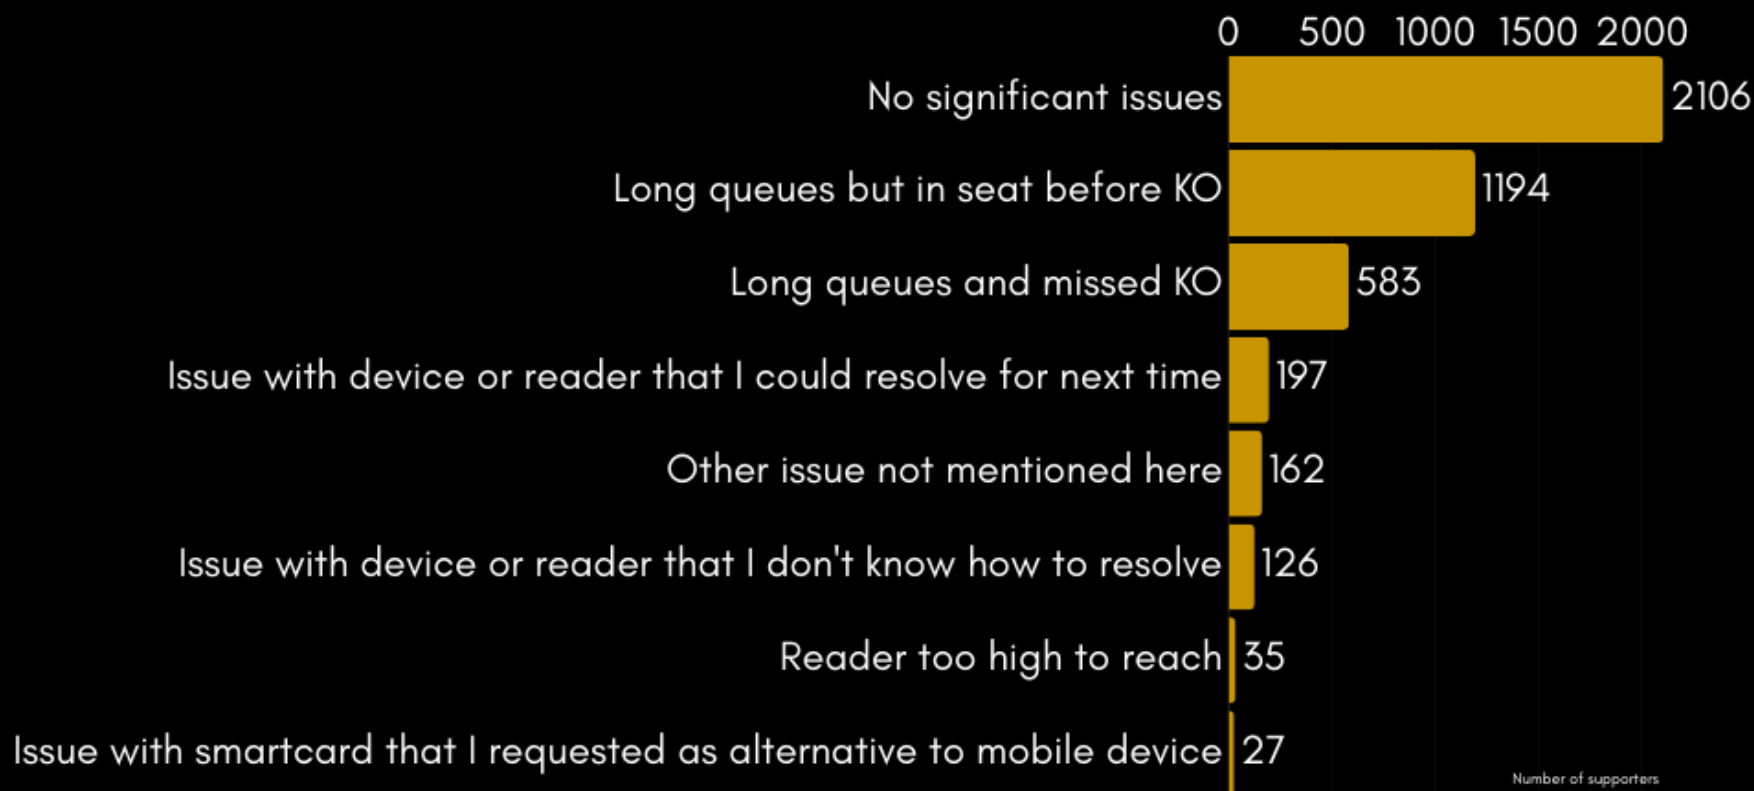 0 500 1000 1500 2000
No significant issues 2106
Long queues but in seat before KO 1194
Long queues and missed KO 583
Issue with device or reader that I could resolve for next time 197
Other issue not mentioned here 162
Issue with device or reader that I don't know how to resolve 126
Reader too high to reach 35
Issue with smartcard that I requested as alternative to mobile device 27
Number of supporters